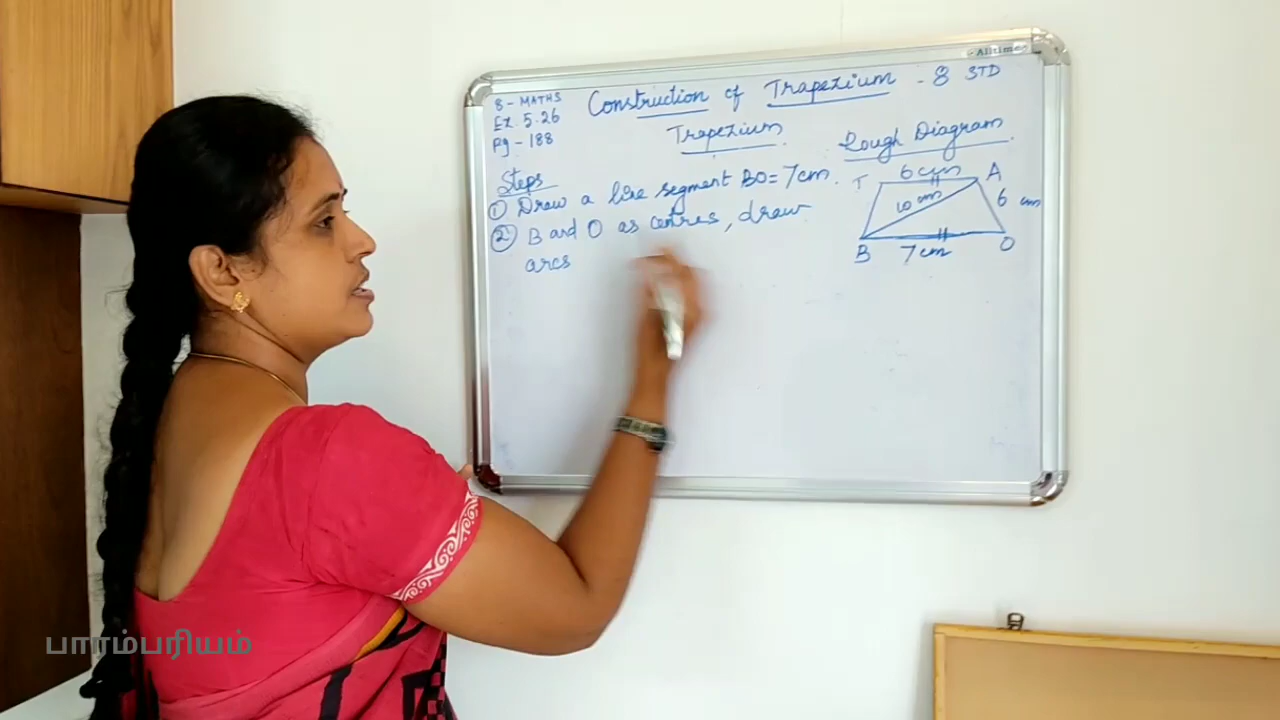 Alltime
8 - MATHS
Ex. 5.26
Pg - 188
Construction of Trapezium - 8 STD
Trapezium
Rough Diagram
Steps
① Draw a line segment BO = 7cm.
② B and O as centres, draw
arcs
T 6 cm A
10 cm 6 cm
B 7 cm O
பாரம்பரியம்